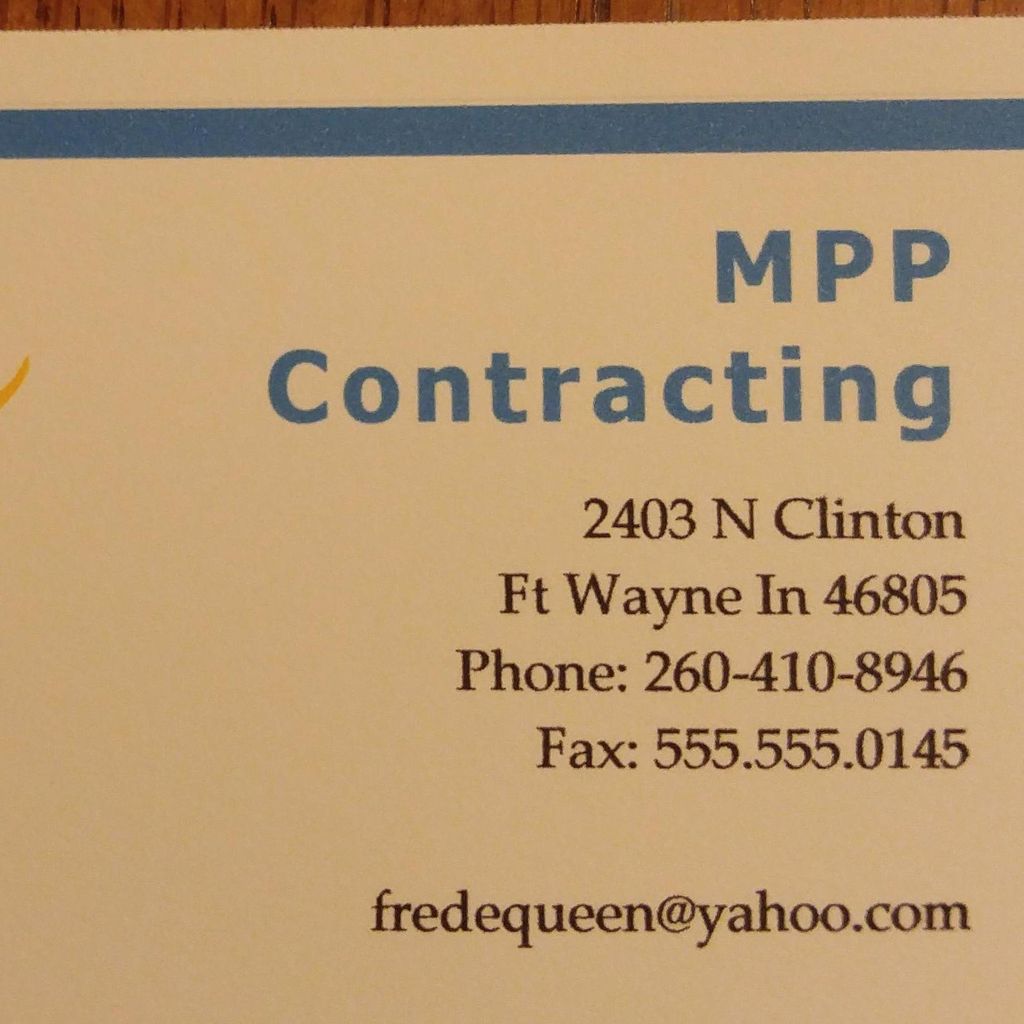 MPP
Contracting
2403 N Clinton
Ft Wayne In 46805
Phone: 260-410-8946
Fax: 555.555.0145
fredequeen@yahoo.com